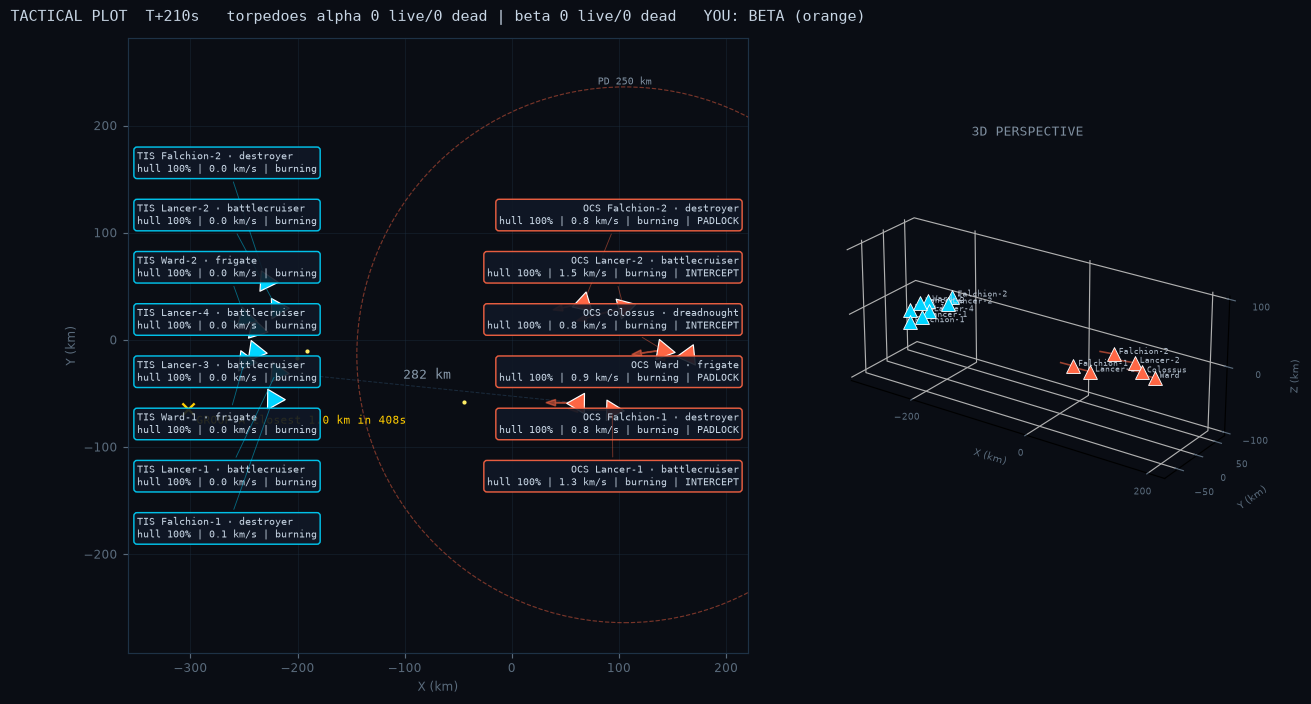 TACTICAL PLOT  T+210s   torpedoes alpha 0 live/0 dead | beta 0 live/0 dead   YOU: BETA (orange)
PD 250 km
200
100
0
−100
−200
Y (km)
TIS Falchion-2 · destroyer
hull 100% | 0.0 km/s | burning
TIS Lancer-2 · battlecruiser
hull 100% | 0.0 km/s | burning
TIS Ward-2 · frigate
hull 100% | 0.0 km/s | burning
TIS Lancer-4 · battlecruiser
hull 100% | 0.0 km/s | burning
TIS Lancer-3 · battlecruiser
hull 100% | 0.0 km/s | burning
TIS Ward-1 · frigate
hull 100% | 0.0 km/s | burning
TIS Lancer-1 · battlecruiser
hull 100% | 0.0 km/s | burning
TIS Falchion-1 · destroyer
hull 100% | 0.1 km/s | burning
282 km
0 km in 408s
OCS Falchion-2 · destroyer
hull 100% | 0.8 km/s | burning | PADLOCK
OCS Lancer-2 · battlecruiser
hull 100% | 1.5 km/s | burning | INTERCEPT
OCS Colossus · dreadnought
hull 100% | 0.8 km/s | burning | INTERCEPT
OCS Ward · frigate
hull 100% | 0.9 km/s | burning | PADLOCK
OCS Falchion-1 · destroyer
hull 100% | 0.8 km/s | burning | PADLOCK
OCS Lancer-1 · battlecruiser
hull 100% | 1.3 km/s | burning | INTERCEPT
−300
−200
−100
0
100
200
X (km)
3D PERSPECTIVE
Falchion-2
Lancer-2
Falchion-2
Lancer-2
Colossus
Ward
Falchion-1
−200
0
200
X (km)
−50
0
50
Y (km)
100
0
−100
Z (km)